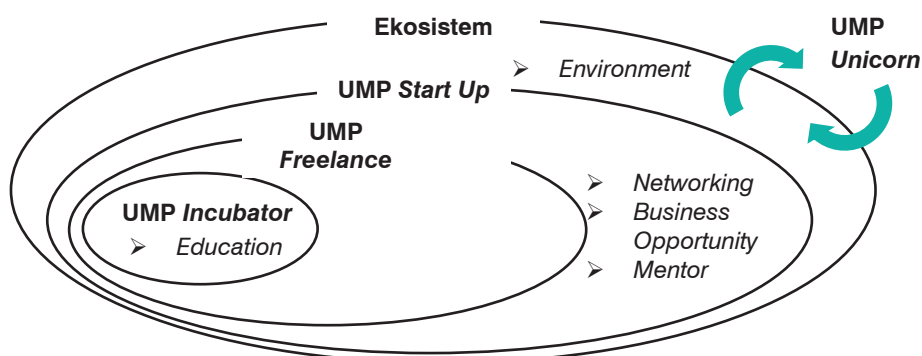 Ekosistem
UMP
Unicorn
➢ Environment
UMP Start Up
UMP
Freelance
➢ Networking
➢ Business
Opportunity
➢ Mentor
UMP Incubator
➢ Education